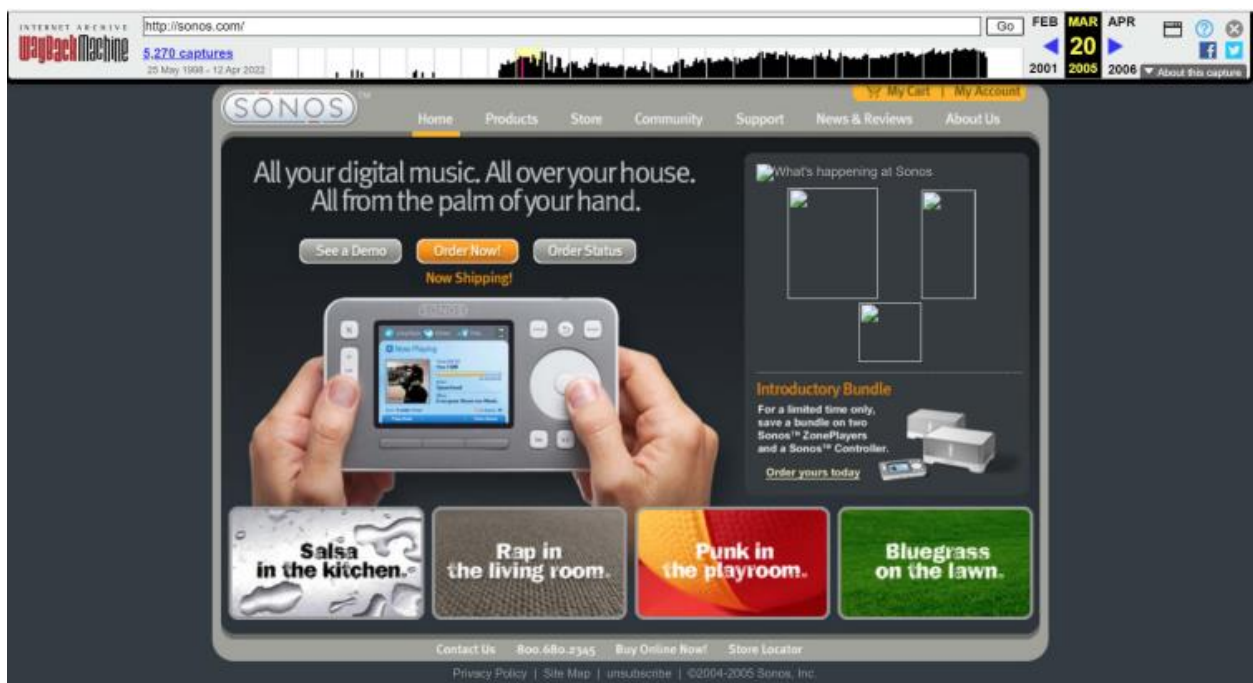 INTERNET ARCHIVE
WayBackMachine
http://sonos.com/
Go
5,270 captures
25 May 1998 - 12 Apr 2022
FEB MAR APR
20
2001 2005 2006
About this capture
SONOS™
My Cart | My Account
Home Products Store Community Support News & Reviews About Us
All your digital music. All over your house.
All from the palm of your hand.
See a Demo Order Now! Order Status
Now Shipping!
What's happening at Sonos
SONOS
Now Playing
Introductory Bundle
For a limited time only,
save a bundle on two
Sonos™ ZonePlayers
and a Sonos™ Controller.
Order yours today
Salsa
in the kitchen.
Rap in
the living room.
Punk in
the playroom.
Bluegrass
on the lawn.
Contact Us 800.680.2345 Buy Online Now! Store Locator
Privacy Policy | Site Map | unsubscribe | ©2004-2005 Sonos, Inc.